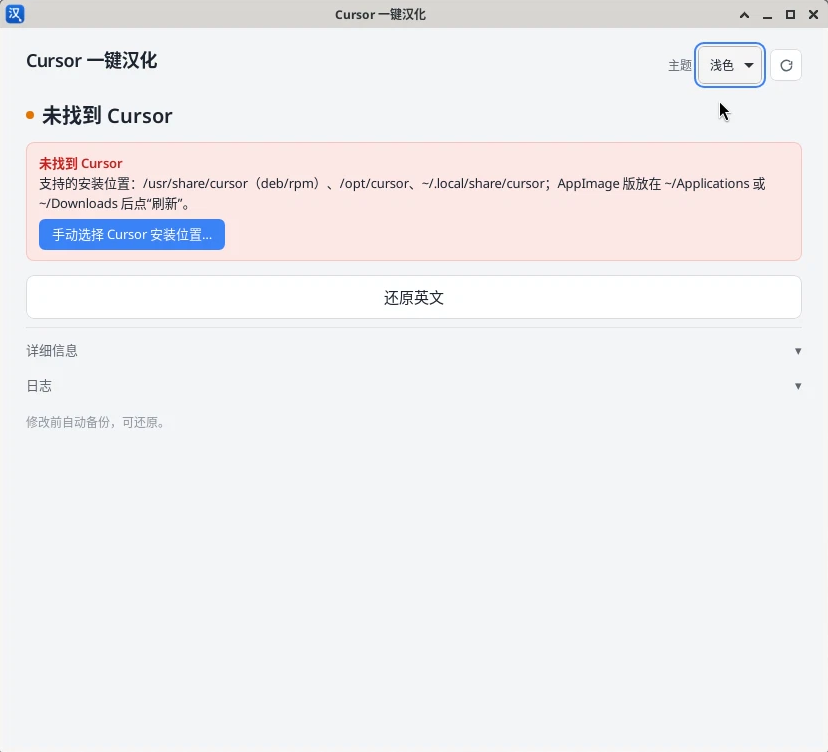 汉
Cursor 一键汉化
Cursor 一键汉化
主题
浅色
未找到 Cursor
未找到 Cursor
支持的安装位置：/usr/share/cursor（deb/rpm）、/opt/cursor、~/.local/share/cursor；AppImage 版放在 ~/Applications 或
~/Downloads 后点“刷新”。
手动选择 Cursor 安装位置...
还原英文
详细信息
日志
修改前自动备份，可还原。